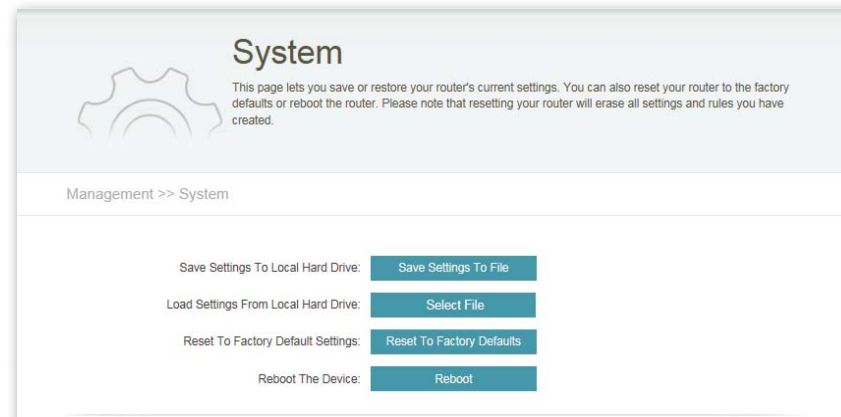 System
This page lets you save or restore your router's current settings. You can also reset your router to the factory
defaults or reboot the router. Please note that resetting your router will erase all settings and rules you have
created.
Management >> System
Save Settings To Local Hard Drive: Save Settings To File
Load Settings From Local Hard Drive: Select File
Reset To Factory Default Settings: Reset To Factory Defaults
Reboot The Device: Reboot